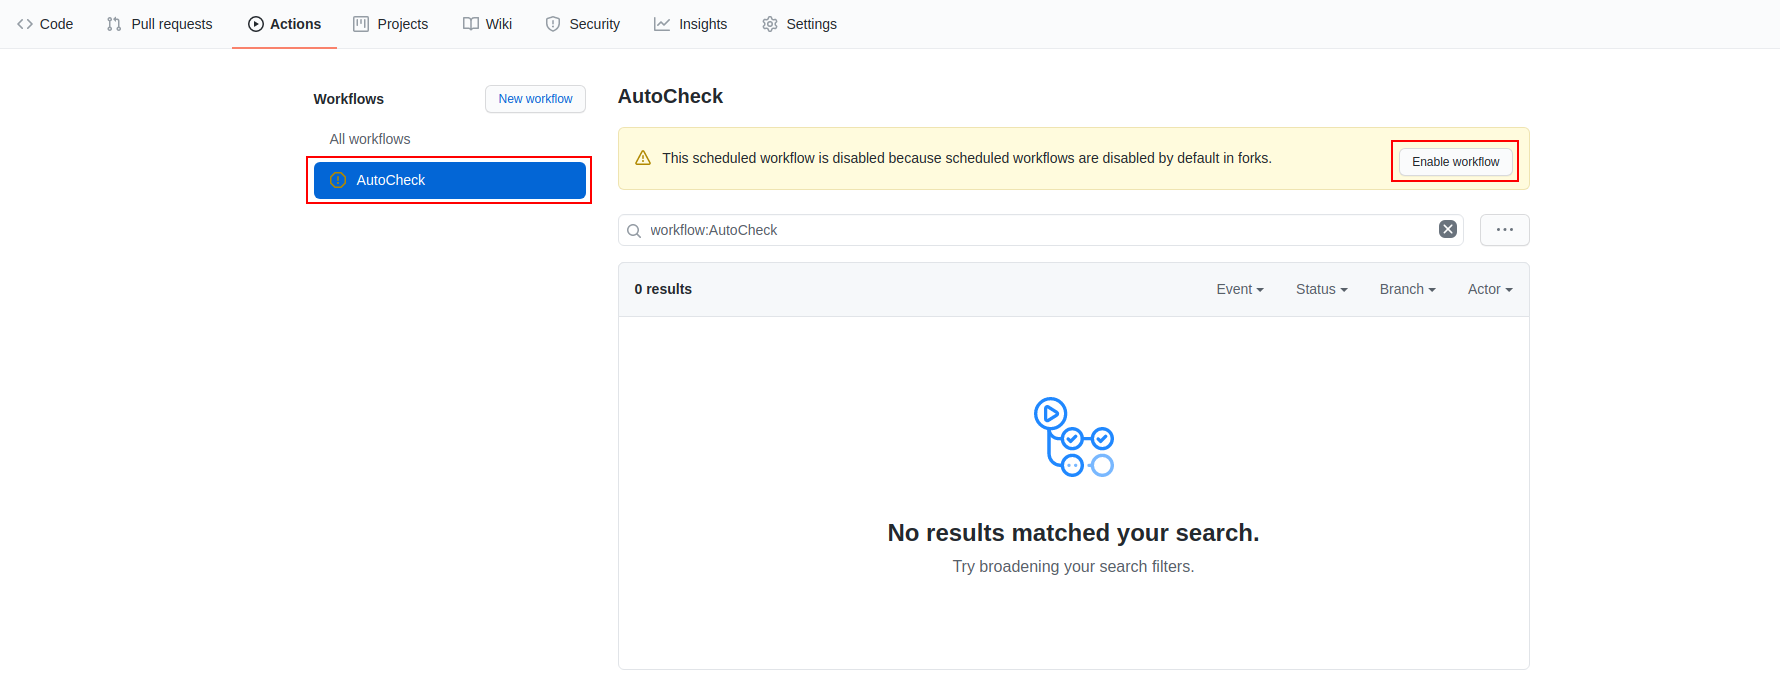 Code Pull requests Actions Projects Wiki Security Insights Settings
Workflows
New workflow
All workflows
AutoCheck
AutoCheck
This scheduled workflow is disabled because scheduled workflows are disabled by default in forks.
Enable workflow
workflow:AutoCheck
0 results
Event Status Branch Actor
No results matched your search.
Try broadening your search filters.